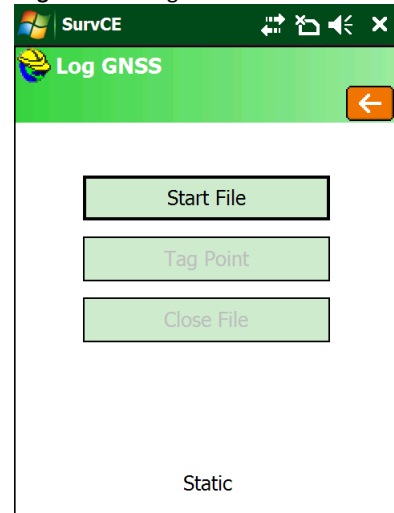 SurvCE
Log GNSS
Start File
Tag Point
Close File
Static